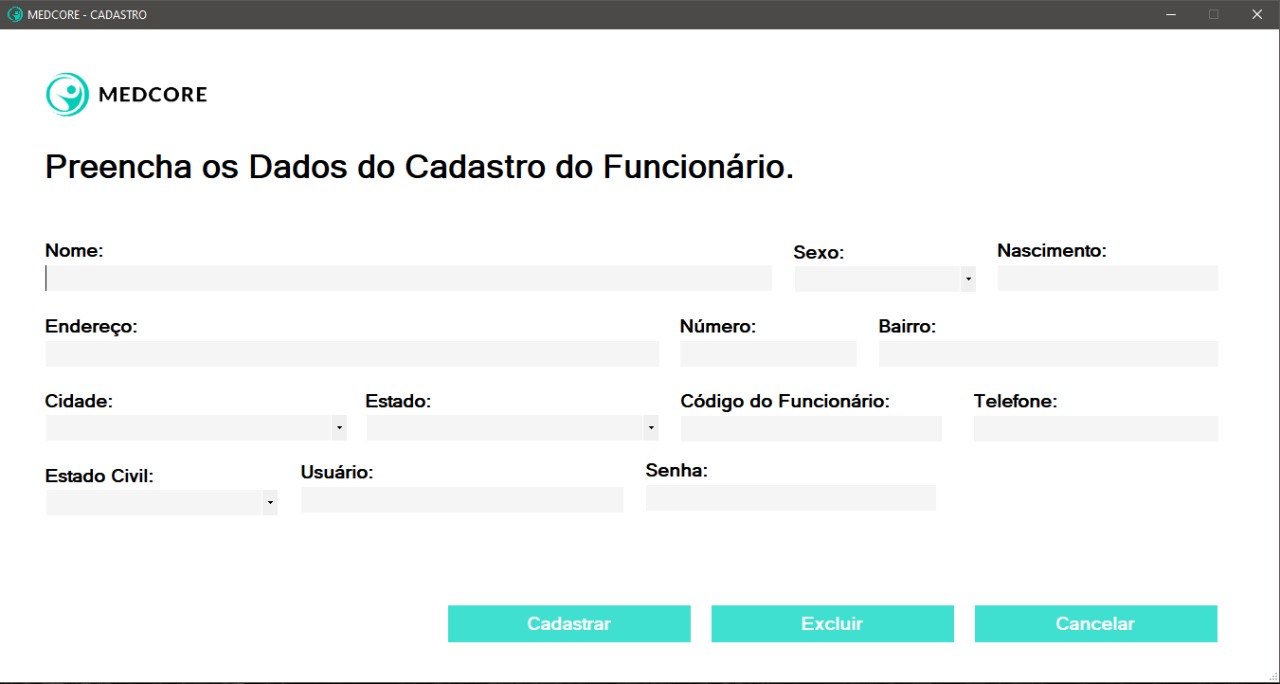 MEDCORE - CADASTRO
MEDCORE
Preencha os Dados do Cadastro do Funcionário.
Nome: Sexo: Nascimento:
Endereço: Número: Bairro:
Cidade: Estado: Código do Funcionário: Telefone:
Estado Civil: Usuário: Senha:
Cadastrar Excluir Cancelar